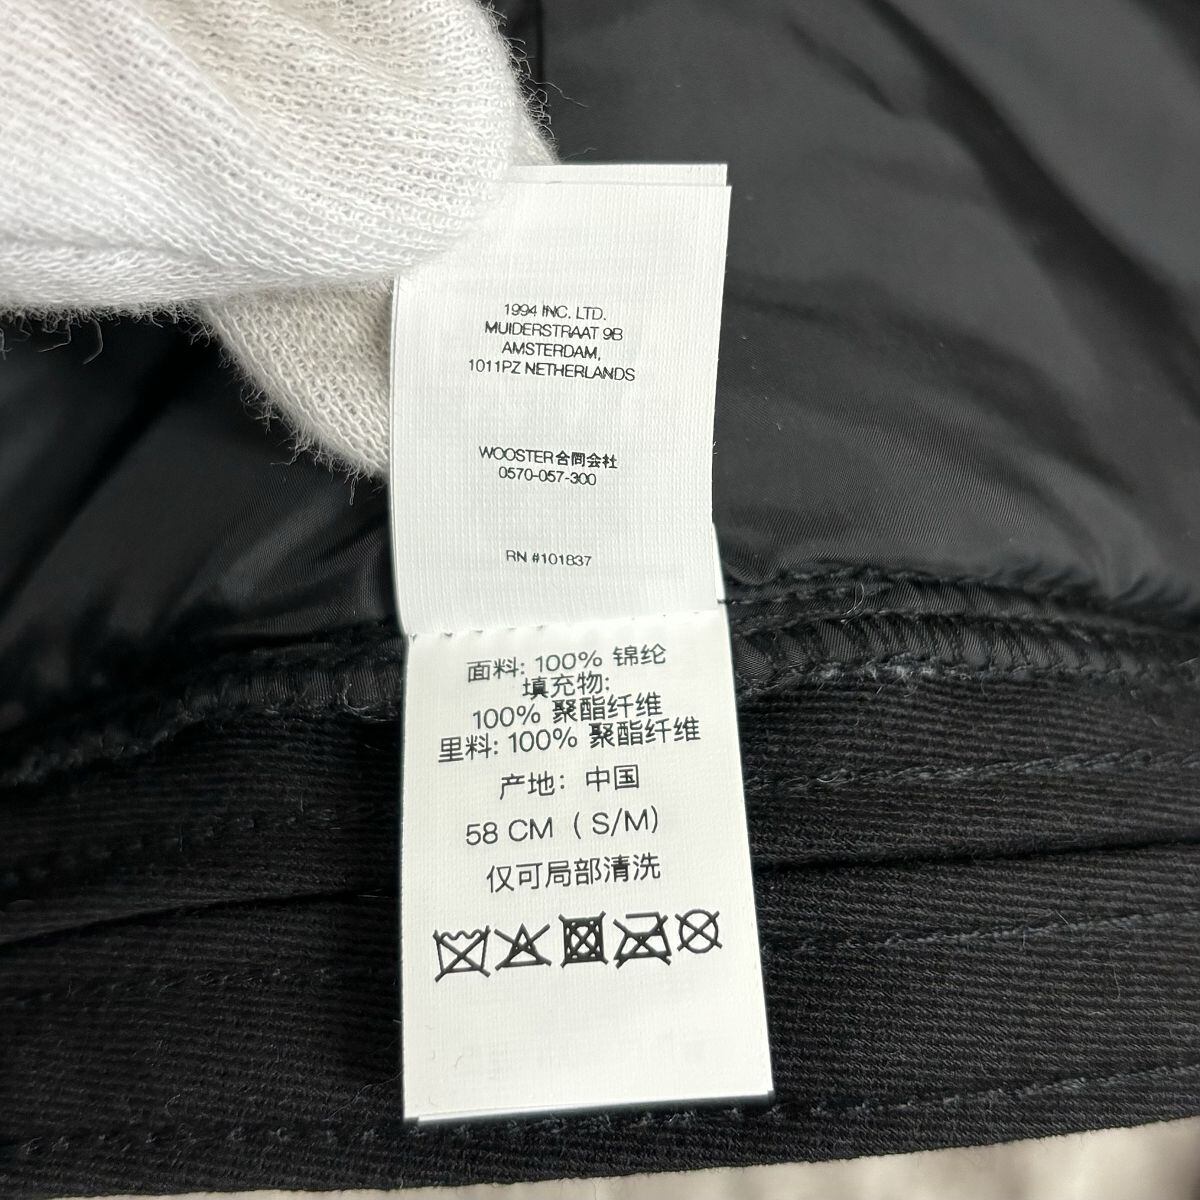 1994 INC. LTD.
MUIDERSTRAAT 9B
AMSTERDAM,
1011PZ NETHERLANDS
WOOSTER合同会社
0570-057-300
RN #101837
面料: 100% 锦纶
填充物:
100% 聚酯纤维
里料: 100% 聚酯纤维
产地: 中国
58 CM ( S/M)
仅可局部清洗